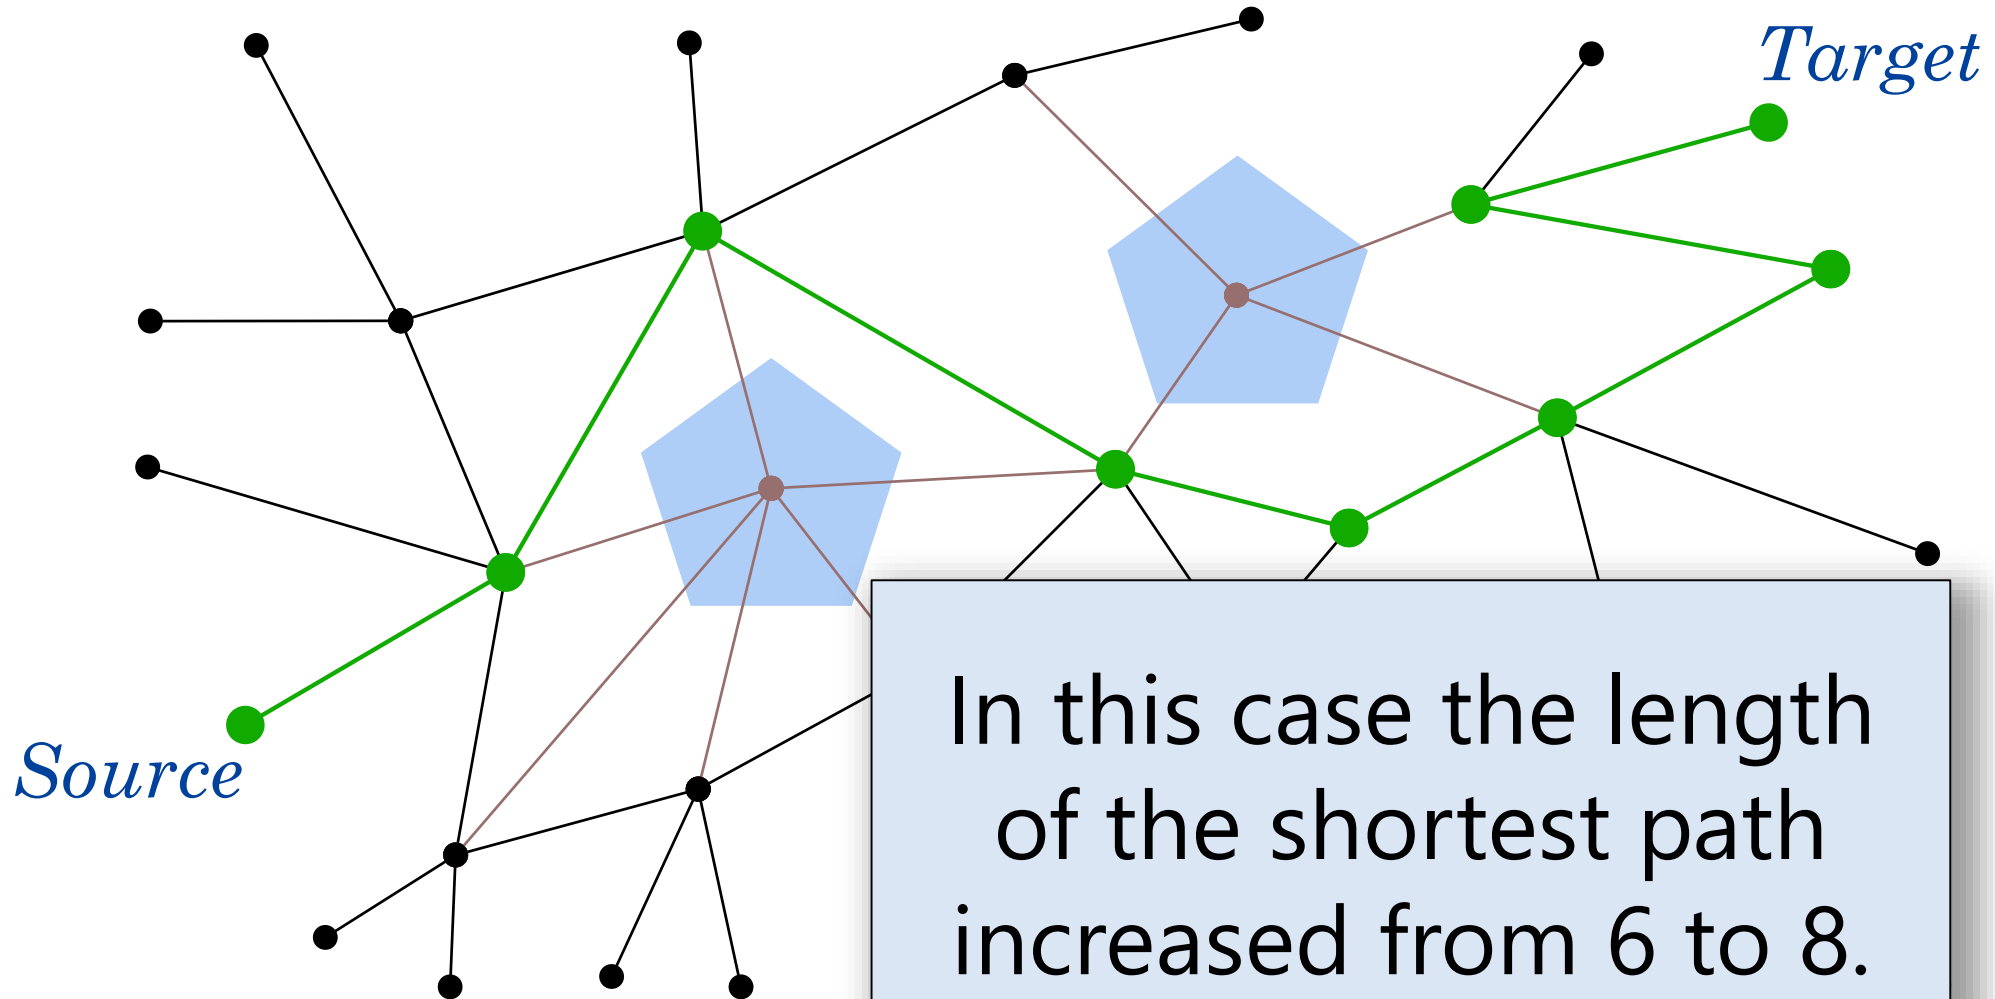 Target
Source
In this case the length
of the shortest path
increased from 6 to 8.